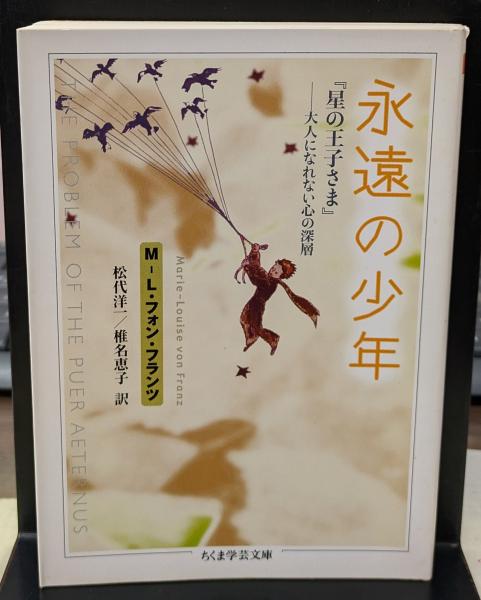 永遠の少年
『星の王子さま』
——大人になれない心の深層
Marie-Louise von Franz
M-L・フォン・フランツ
松代洋一／椎名恵子 訳
THE PROBLEM OF THE PUER AETERNUS
ちくま学芸文庫